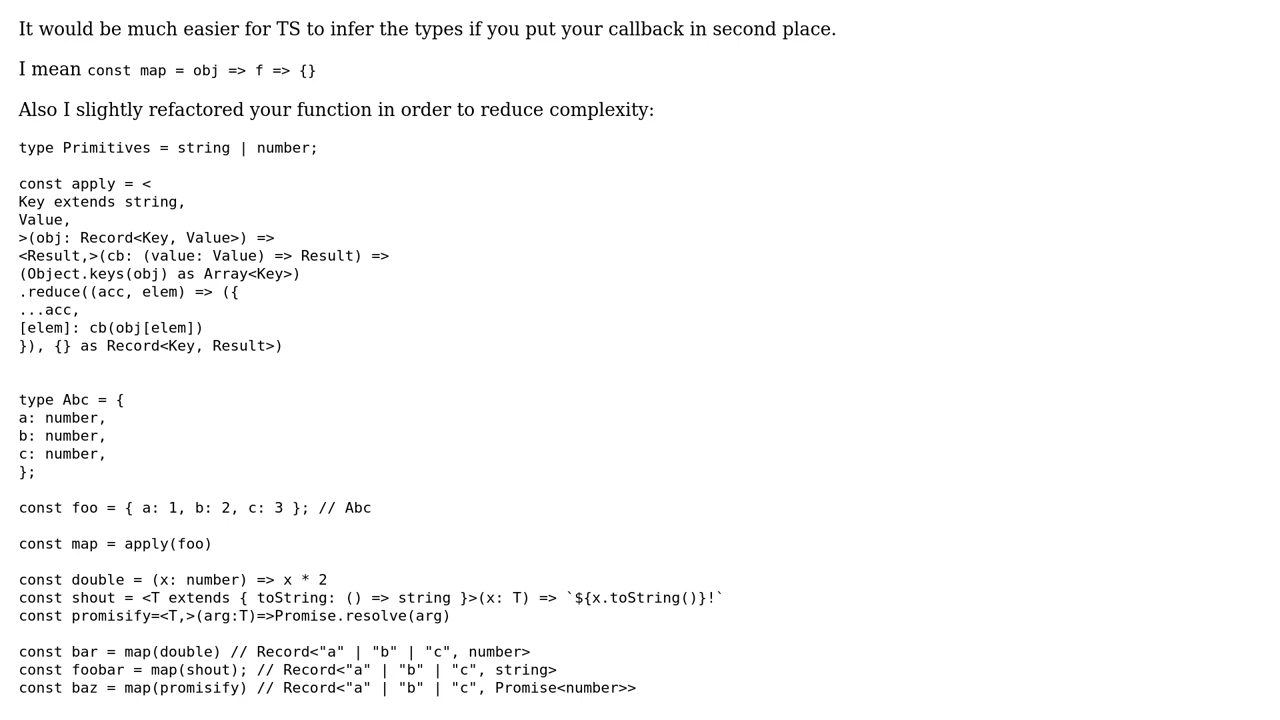 It would be much easier for TS to infer the types if you put your callback in second place.
I mean const map = obj => f => {}
Also I slightly refactored your function in order to reduce complexity:
type Primitives = string | number;
const apply = <
Key extends string,
Value,
>(obj: Record<Key, Value>) =>
<Result,>(cb: (value: Value) => Result) =>
(Object.keys(obj) as Array<Key>)
.reduce((acc, elem) => ({
...acc,
[elem]: cb(obj[elem])
}), {} as Record<Key, Result>)
type Abc = {
a: number,
b: number,
c: number,
};
const foo = { a: 1, b: 2, c: 3 }; // Abc
const map = apply(foo)
const double = (x: number) => x * 2
const shout = <T extends { toString: () => string }>(x: T) => `${x.toString()}!`
const promisify=<T,>(arg:T)=>Promise.resolve(arg)
const bar = map(double) // Record<"a" | "b" | "c", number>
const foobar = map(shout); // Record<"a" | "b" | "c", string>
const baz = map(promisify) // Record<"a" | "b" | "c", Promise<number>>